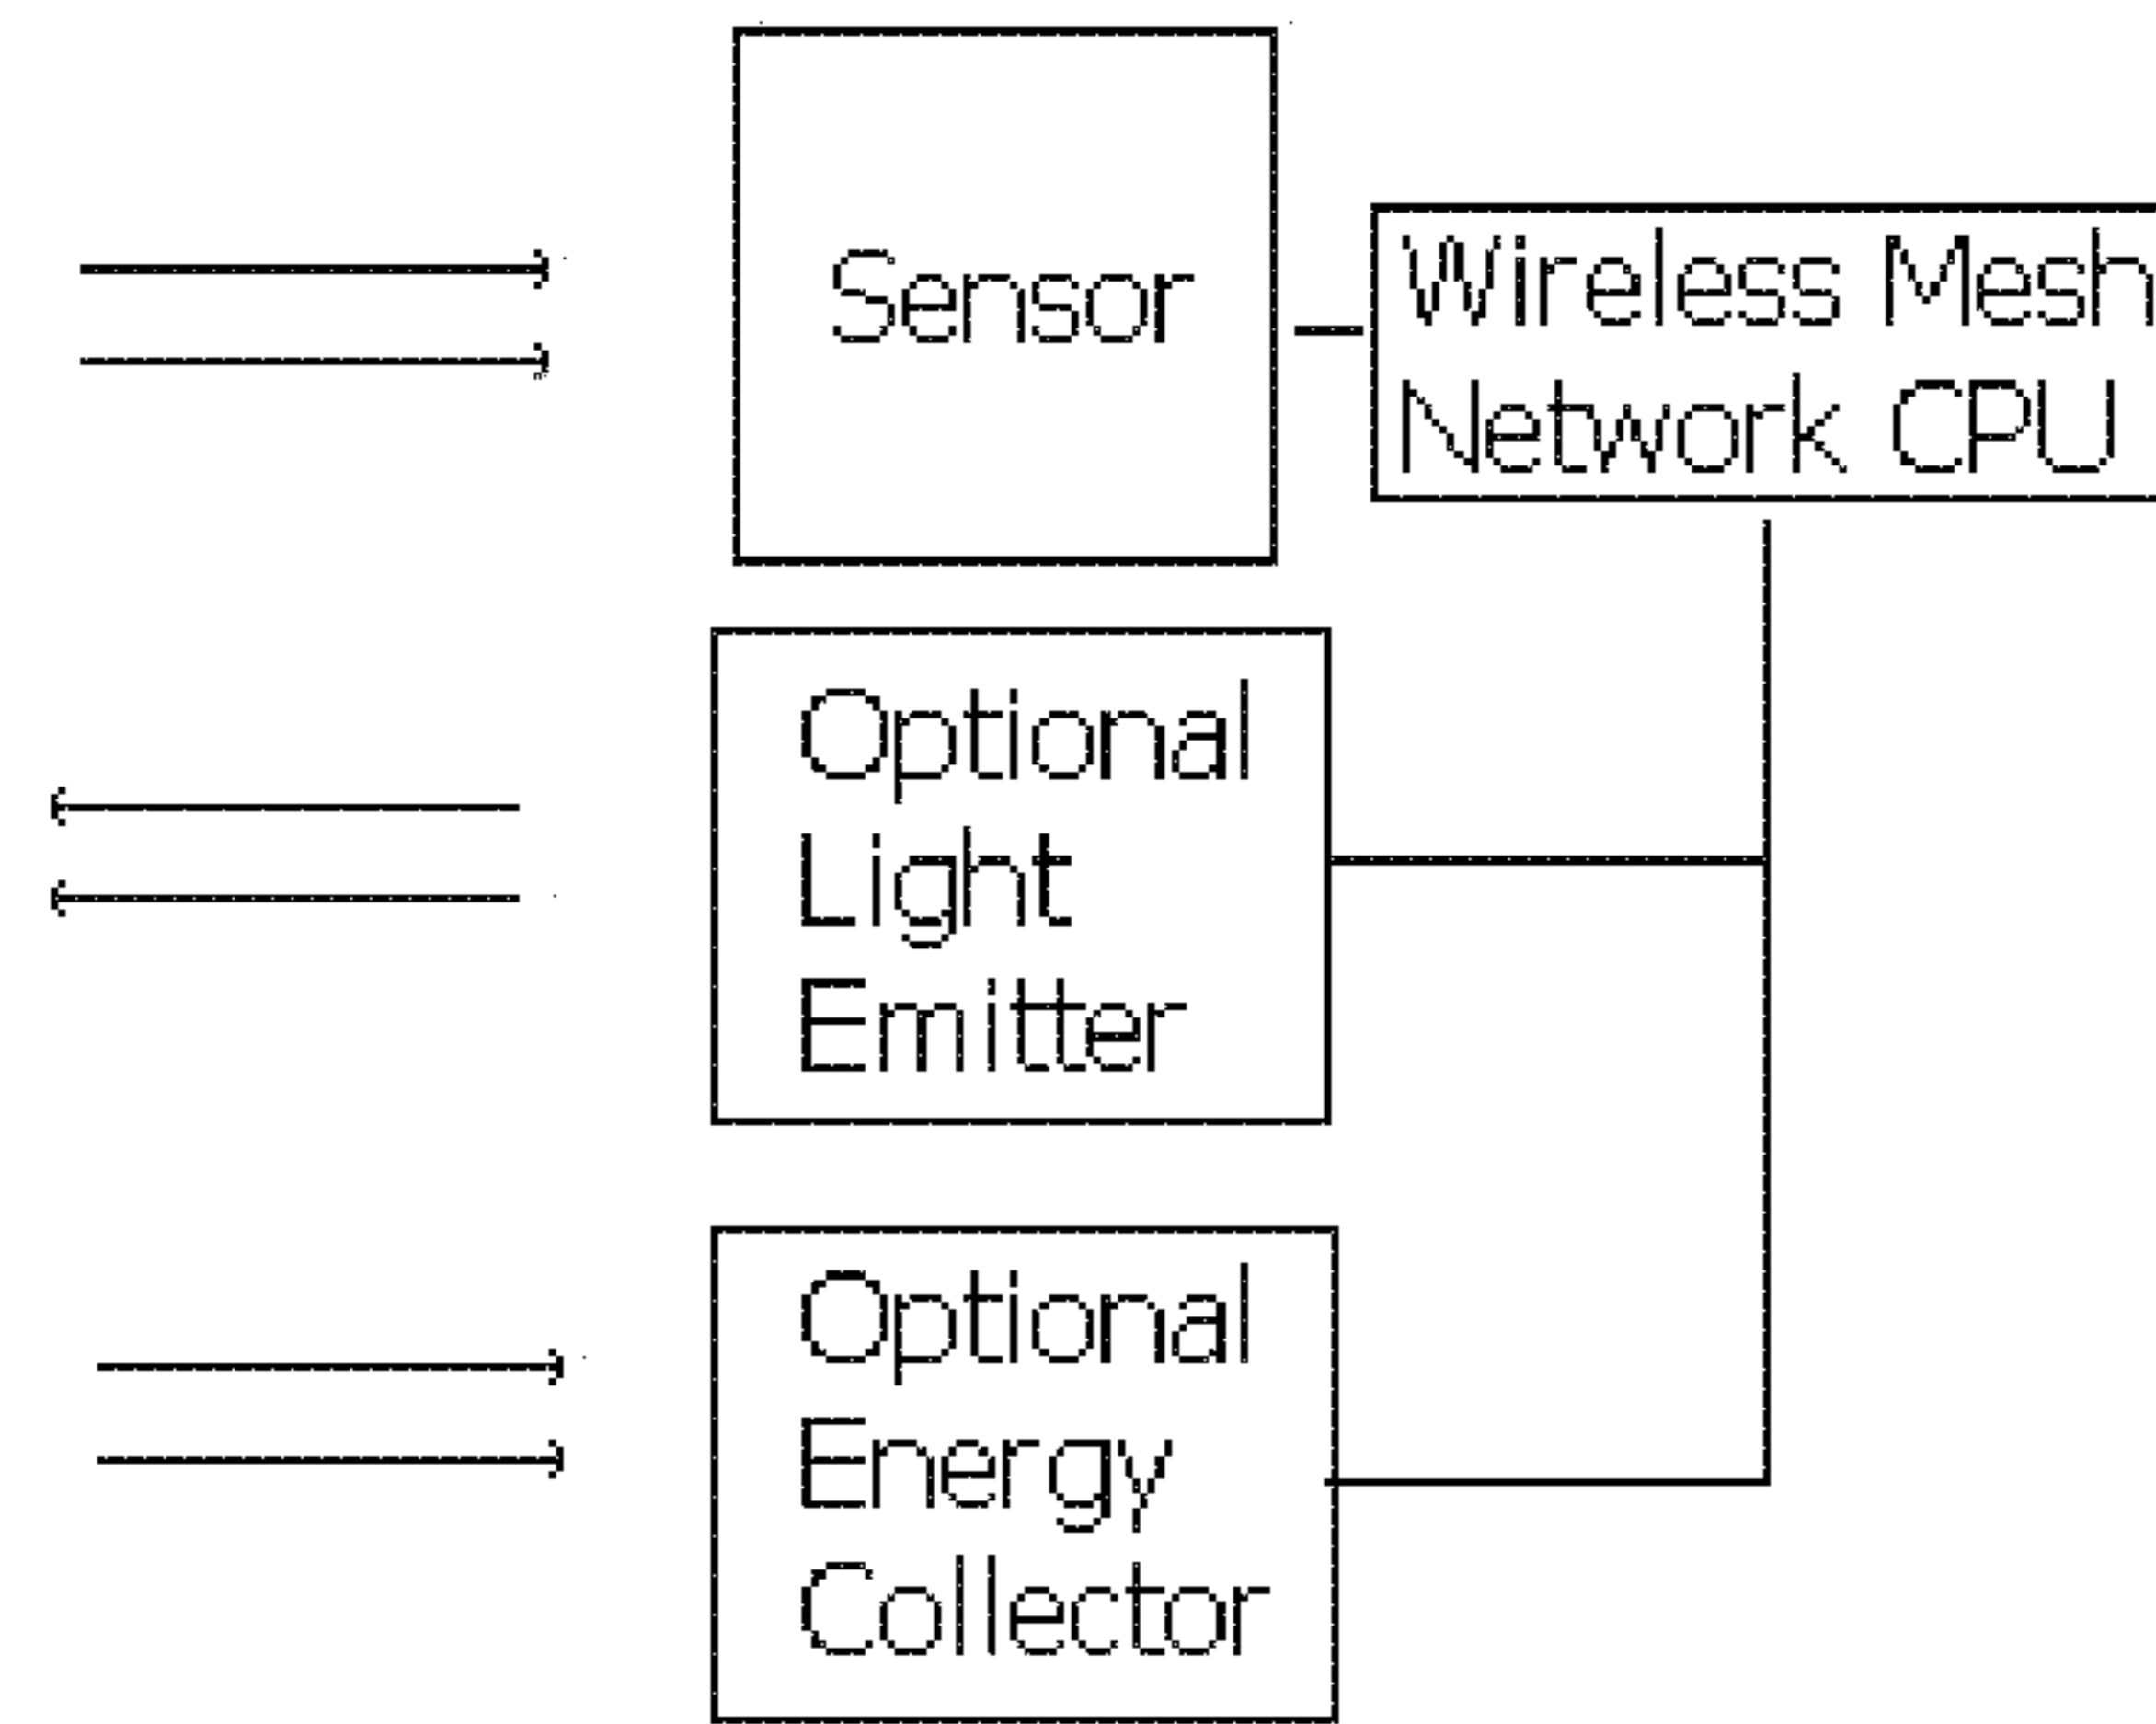 Sensor
Wireless Mesh
Network CPU
Optional
Light
Emitter
Optional
Energy
Collector